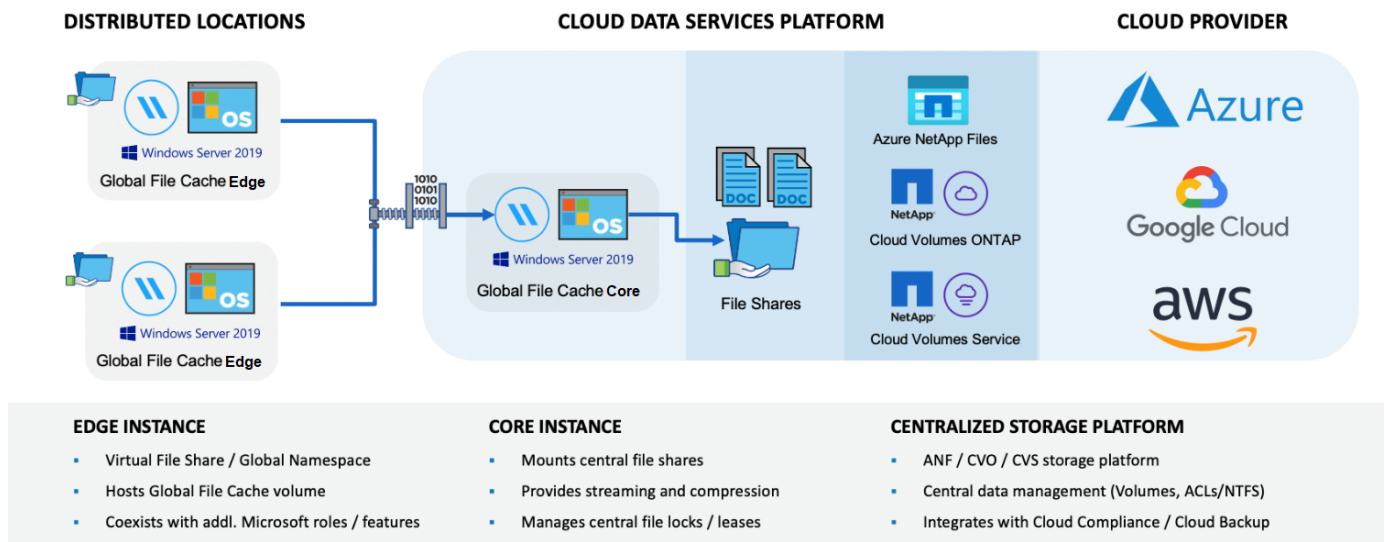 DISTRIBUTED LOCATIONS
CLOUD DATA SERVICES PLATFORM
CLOUD PROVIDER
OS
Windows Server 2019
Global File Cache Edge
OS
Windows Server 2019
Global File Cache Edge
1010
0101
1010
OS
Windows Server 2019
Global File Cache Core
DOC
DOC
File Shares
Azure NetApp Files
NetApp
Cloud Volumes ONTAP
NetApp
Cloud Volumes Service
Azure
Google Cloud
aws
EDGE INSTANCE
▪ Virtual File Share / Global Namespace
▪ Hosts Global File Cache volume
▪ Coexists with addl. Microsoft roles / features
CORE INSTANCE
▪ Mounts central file shares
▪ Provides streaming and compression
▪ Manages central file locks / leases
CENTRALIZED STORAGE PLATFORM
▪ ANF / CVO / CVS storage platform
▪ Central data management (Volumes, ACLs/NTFS)
▪ Integrates with Cloud Compliance / Cloud Backup